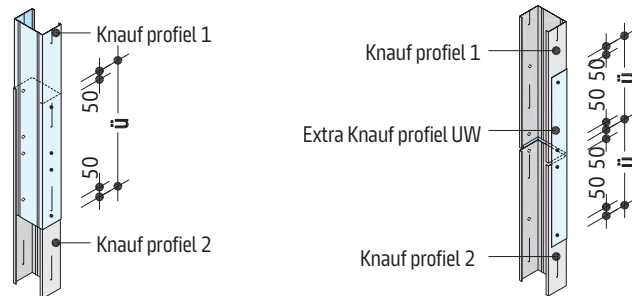 Knauf profiel 1
50
ü
50
Knauf profiel 2
Knauf profiel 1
Extra Knauf profiel UW
Knauf profiel 2
50
50
ü
50
50
ü